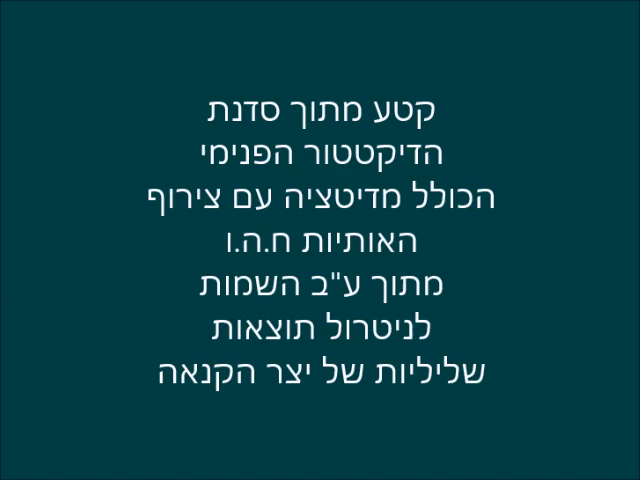 קטע מתוך סדנת
הדיקטטור הפנימי
הכולל מדיטציה עם צירוף
האותיות ח.ה.ו
מתוך ע"ב השמות
לניטרול תוצאות
שליליות של יצר הקנאה